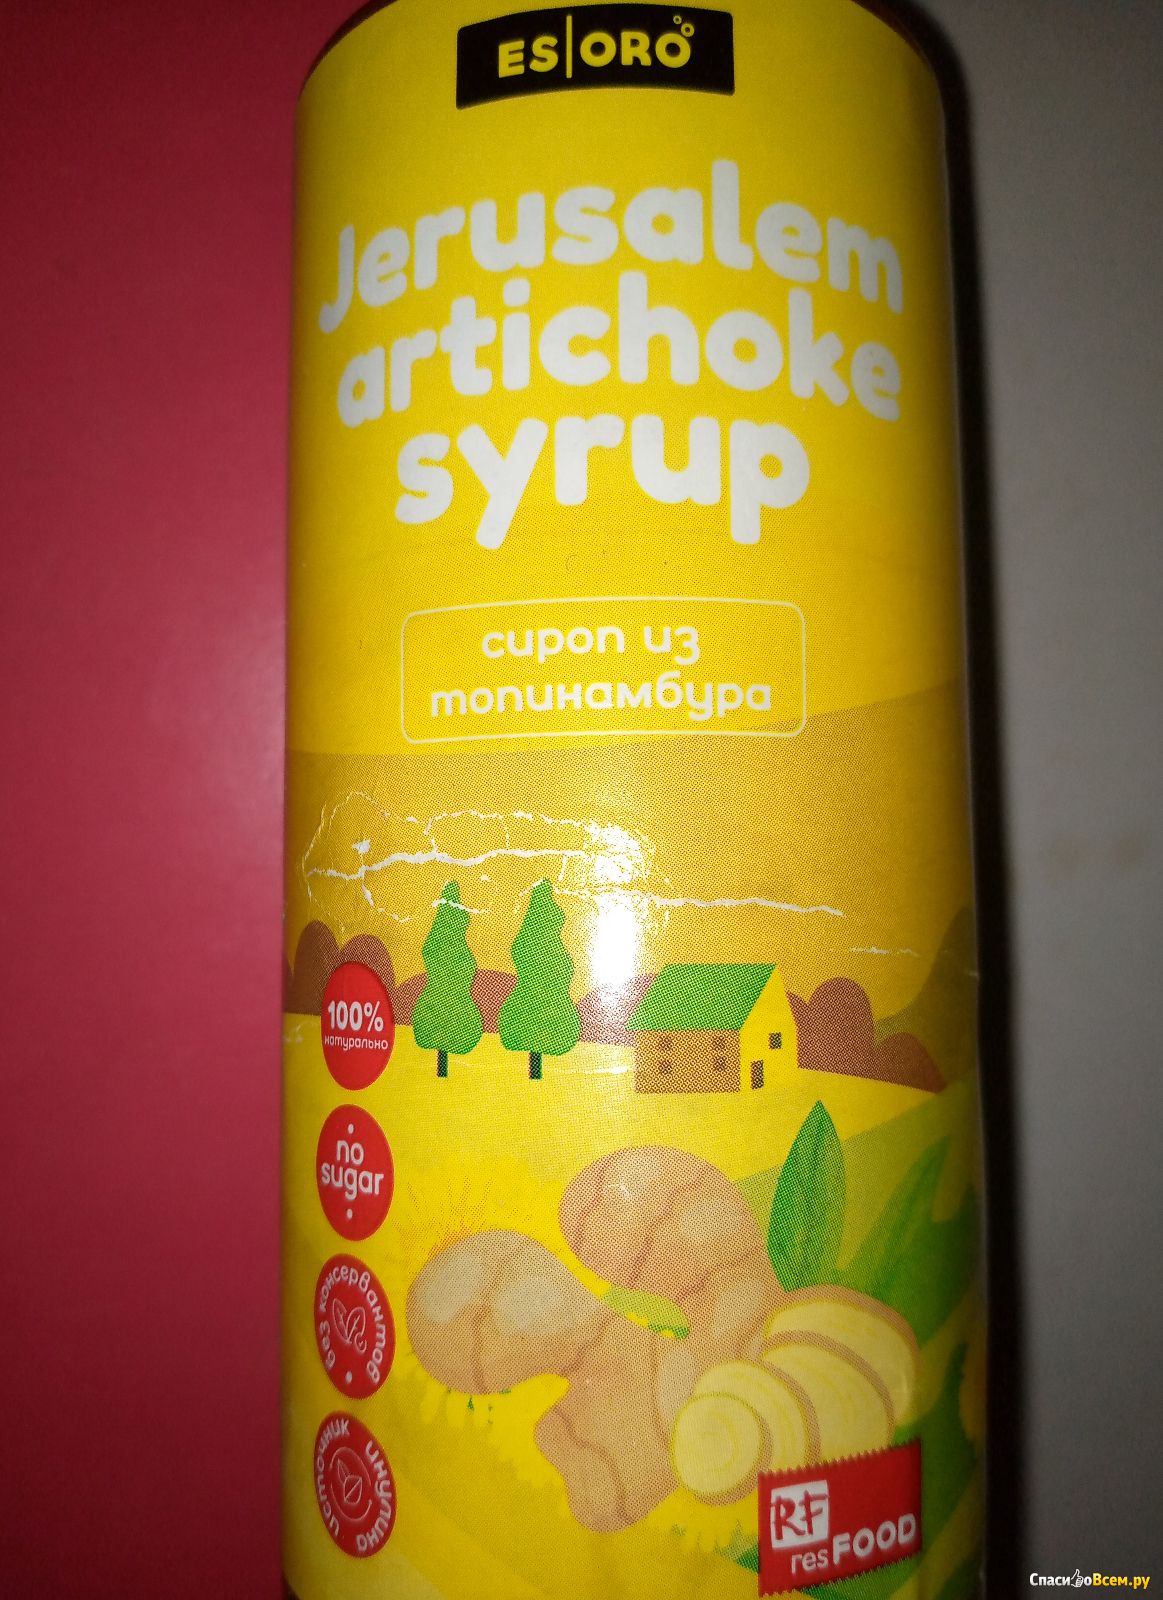 ES|ORO
Jerusalem
artichoke
syrup
сироп из
топинамбура
100%
натурально
no
sugar
без консервантов
источник инулина
RF
resFOOD
СпасибоВсем.ру